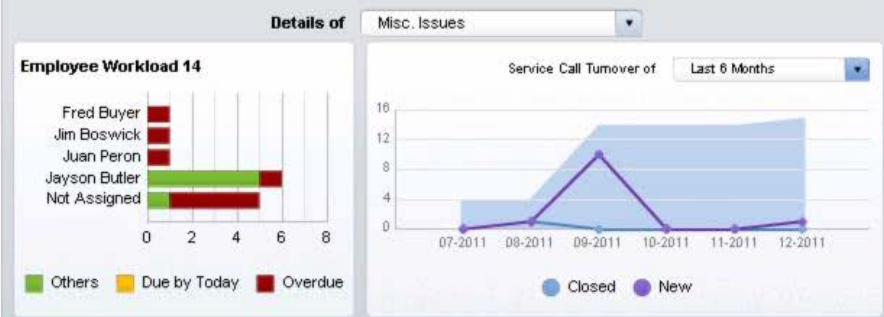 Details of Misc. Issues
Employee Workload 14
Fred Buyer
Jim Boswick
Juan Peron
Jayson Butler
Not Assigned
0 2 4 6 8
Others Due by Today Overdue
Service Call Turnover of Last 6 Months
16
12
8
4
0
07-2011 08-2011 09-2011 10-2011 11-2011 12-2011
Closed New